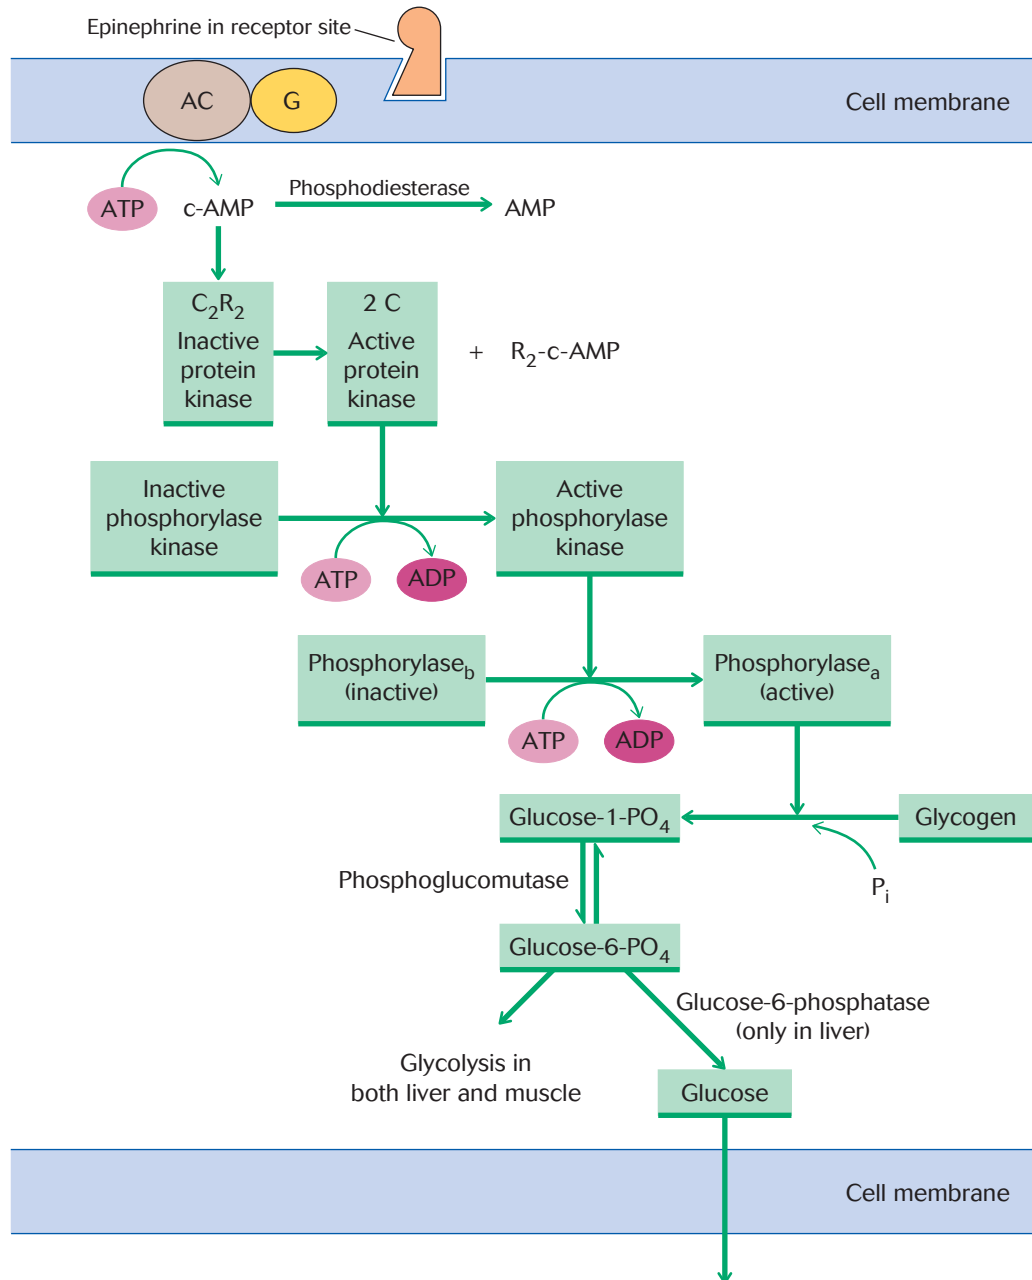 Epinephrine in receptor site
AC
G
Cell membrane
ATP
c-AMP
Phosphodiesterase
AMP
C₂R₂
Inactive
protein
kinase
2 C
Active
protein
kinase
+
R₂-c-AMP
Inactive
phosphorylase
kinase
Active
phosphorylase
kinase
ATP
ADP
Phosphorylase_b
(inactive)
Phosphorylaseₐ
(active)
ATP
ADP
Glucose-1-PO₄
Glycogen
Phosphoglucomutase
Pᵢ
Glucose-6-PO₄
Glucose-6-phosphatase
(only in liver)
Glycolysis in
both liver and muscle
Glucose
Cell membrane